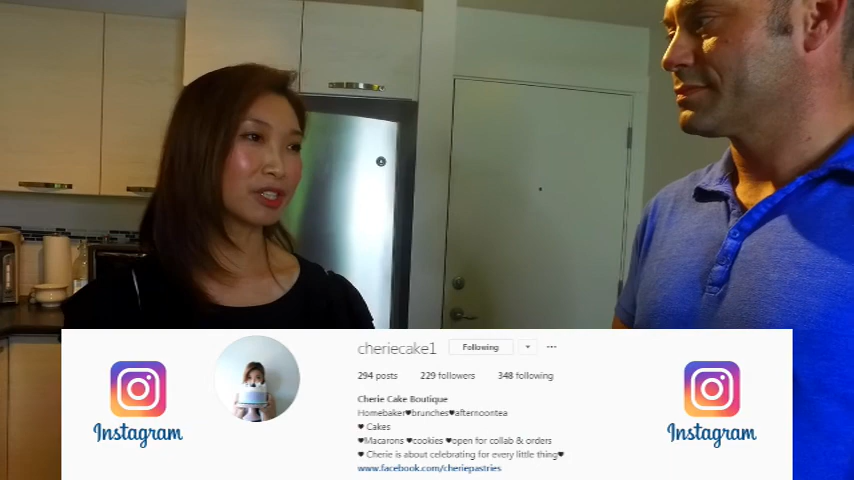 cheriecake1 Following
294 posts 229 followers 348 following
Cherie Cake Boutique
Homebaker♥brunches♥afternoontea
♥ Cakes
♥Macarons ♥cookies ♥open for collab & orders
♥ Cherie is about celebrating for every little thing♥
www.facebook.com/cheriepastries
Instagram
Instagram